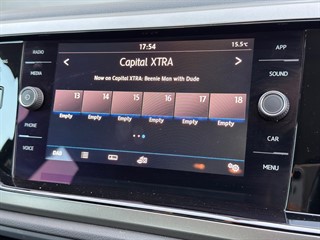 17:54
15.5°C
RADIO
MEDIA
PHONE
VOICE
Capital XTRA
Now on Capital XTRA: Beenie Man with Dude
13 14 15 16 17 18
Empty Empty Empty Empty Empty Empty
DAB
APP
SOUND
CAR
MENU